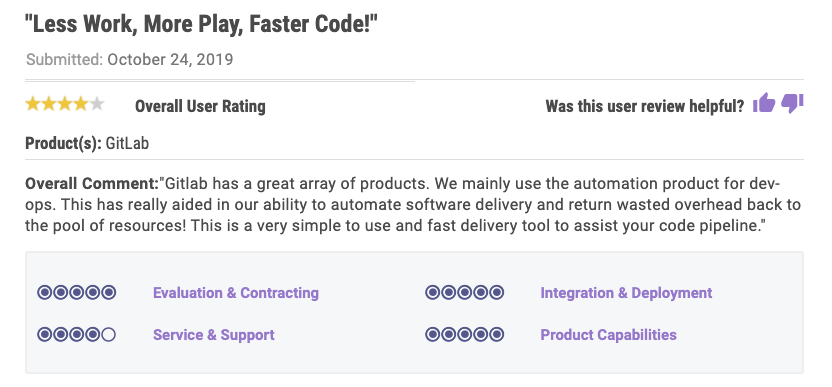 "Less Work, More Play, Faster Code!"
Submitted: October 24, 2019
Overall User Rating
Was this user review helpful?
Product(s): GitLab
Overall Comment:"Gitlab has a great array of products. We mainly use the automation product for dev-
ops. This has really aided in our ability to automate software delivery and return wasted overhead back to
the pool of resources! This is a very simple to use and fast delivery tool to assist your code pipeline."
Evaluation & Contracting
Integration & Deployment
Service & Support
Product Capabilities